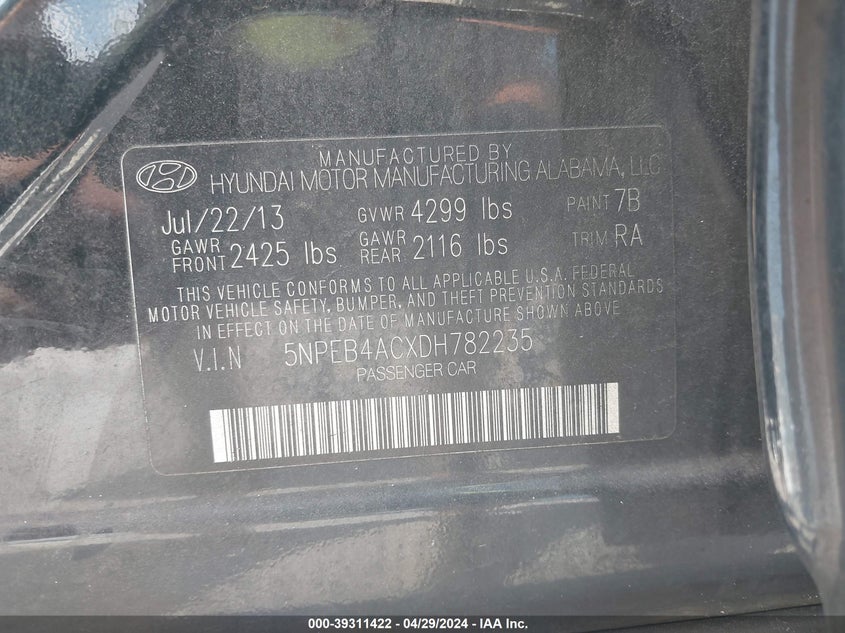 MANUFACTURED BY
HYUNDAI MOTOR MANUFACTURING ALABAMA, LLC
Jul/22/13 GVWR 4299 lbs PAINT 7B
GAWR FRONT 2425 lbs GAWR REAR 2116 lbs TRIM RA
THIS VEHICLE CONFORMS TO ALL APPLICABLE U.S.A. FEDERAL
MOTOR VEHICLE SAFETY, BUMPER, AND THEFT PREVENTION STANDARDS
IN EFFECT ON THE DATE OF MANUFACTURE SHOWN ABOVE
V.I.N 5NPEB4ACXDH782235
PASSENGER CAR
000-39311422 - 04/29/2024 - IAA Inc.